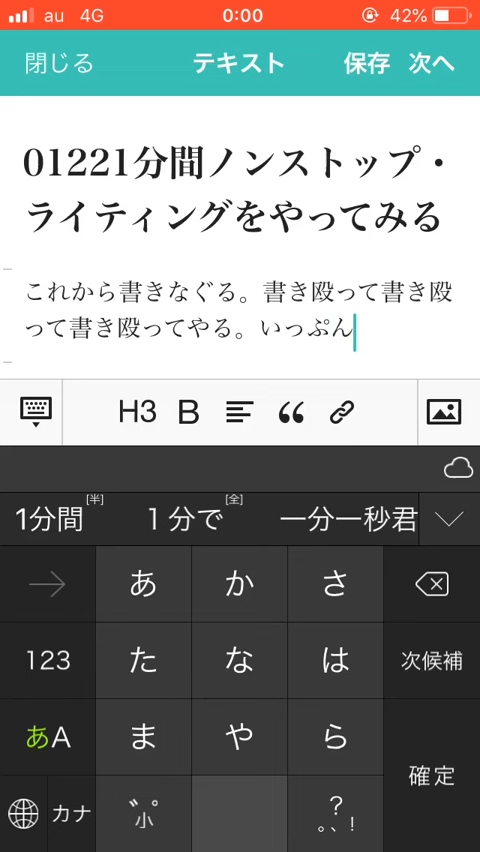 au 4G 0:00 42%
閉じる テキスト 保存 次へ
01221分間ノンストップ・
ライティングをやってみる
これから書きなぐる。書き殴って書き殴
って書き殴ってやる。いっぷん
H3 B
1分間[半] 1分で[全] 一分一秒君
→ あ か さ
123 た な は 次候補
あA ま や ら 確定
カナ ゛゜小 ?。、!